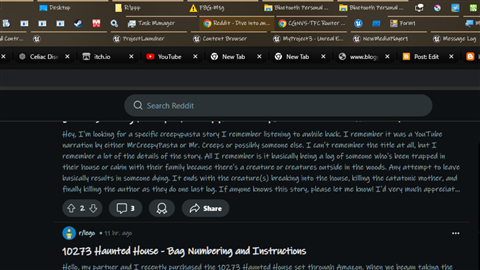 Desktop
Bluetooth Personal ...
Bluetooth Personal ...
Task Manager
Reddit - Dive into an...
Form1
ProjectLauncher
Content Browser
MyProject3 - Unreal E...
NewMediaPlayer1
Message Log
Celiac Dise
itch.io
YouTube
New Tab
New Tab
www.blog
Post: Edit
Search Reddit
Hey, I'm looking for a specific creepypasta story I remember listening to awhile back. I remember it was a YouTube
narration by either MrCreepyPasta or Mr. Creeps or possibly someone else. I can't remember the title at all, but I
remember a lot of the details of the story. All I remember is it basically being a log of someone who's been trapped in
their house or cabin with their family because there's a creature or creatures outside in the woods. Any attempt to leave
basically results in someone dying. It ends with the creature(s) breaking into the house, killing the catatonic mother, and
finally killing the author as they do one last log. If anyone knows this story, please let me know! I'd very much appreciat...
2
3
Share
r/lego • 11 hr. ago
10273 Haunted House - Bag Numbering and Instructions
Hello, my partner and I recently purchased the 10273 Haunted House set through Amazon. When we began taking the